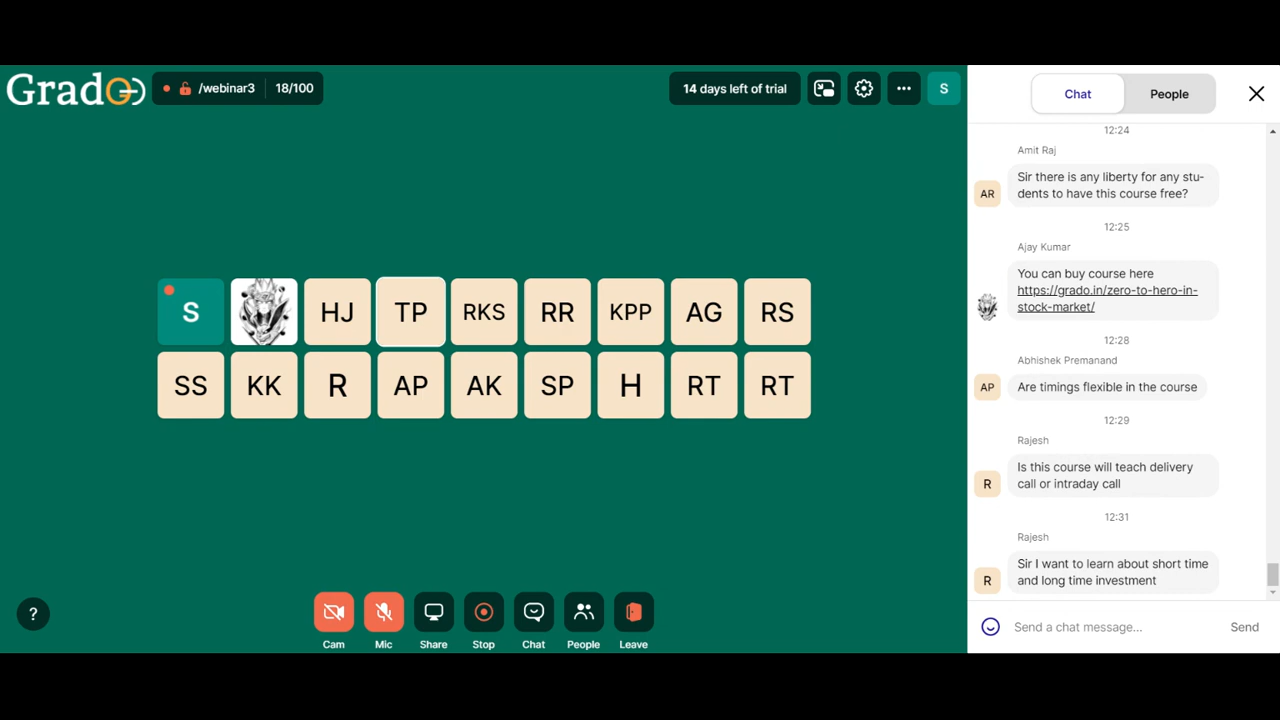 Grado
/webinar3
18/100
14 days left of trial
S
S
HJ
TP
RKS
RR
KPP
AG
RS
SS
KK
R
AP
AK
SP
H
RT
RT
?
Cam
Mic
Share
Stop
Chat
People
Leave
Chat
People
12:24
Amit Raj
AR
Sir there is any liberty for any stu-
dents to have this course free?
12:25
Ajay Kumar
You can buy course here
https://grado.in/zero-to-hero-in-
stock-market/
12:28
Abhishek Premanand
AP
Are timings flexible in the course
12:29
Rajesh
R
Is this course will teach delivery
call or intraday call
12:31
Rajesh
R
Sir I want to learn about short time
and long time investment
Send a chat message...
Send